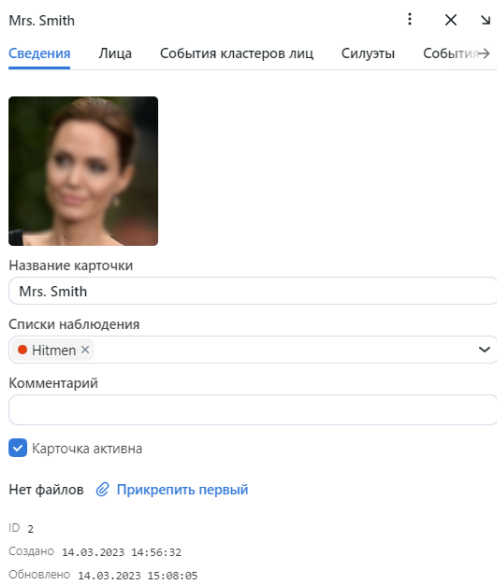 Mrs. Smith
Сведения Лица События кластеров лиц Силуэты События
Название карточки
Mrs. Smith
Списки наблюдения
Hitmen
Комментарий
Карточка активна
Нет файлов Прикрепить первый
ID 2
Создано 14.03.2023 14:56:32
Обновлено 14.03.2023 15:08:05